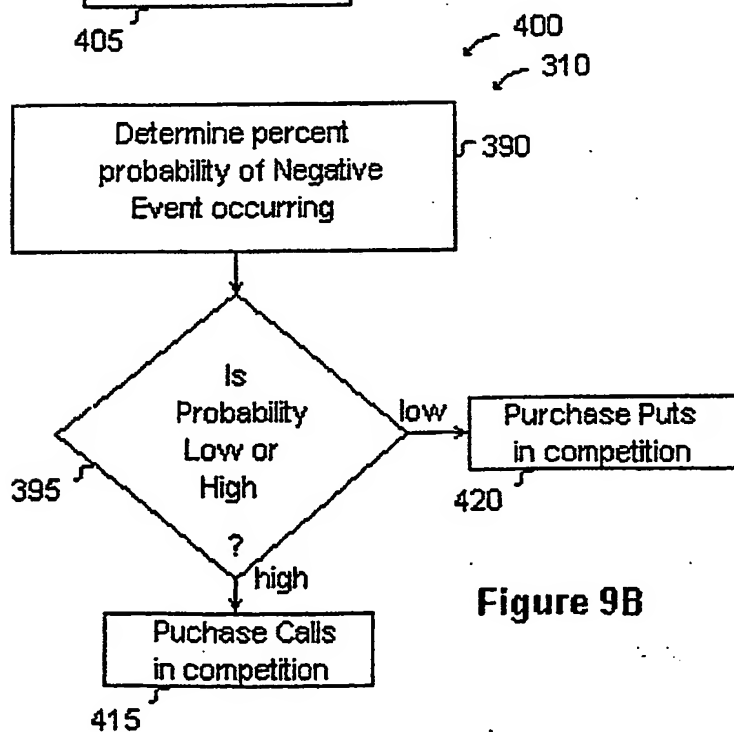 405
400
310
Determine percent
probability of Negative
Event occurring
390
Is
Probability
Low or
High
?
395
low
Purchase Puts
in competition
420
high
Puchase Calls
in competition
415
Figure 9B